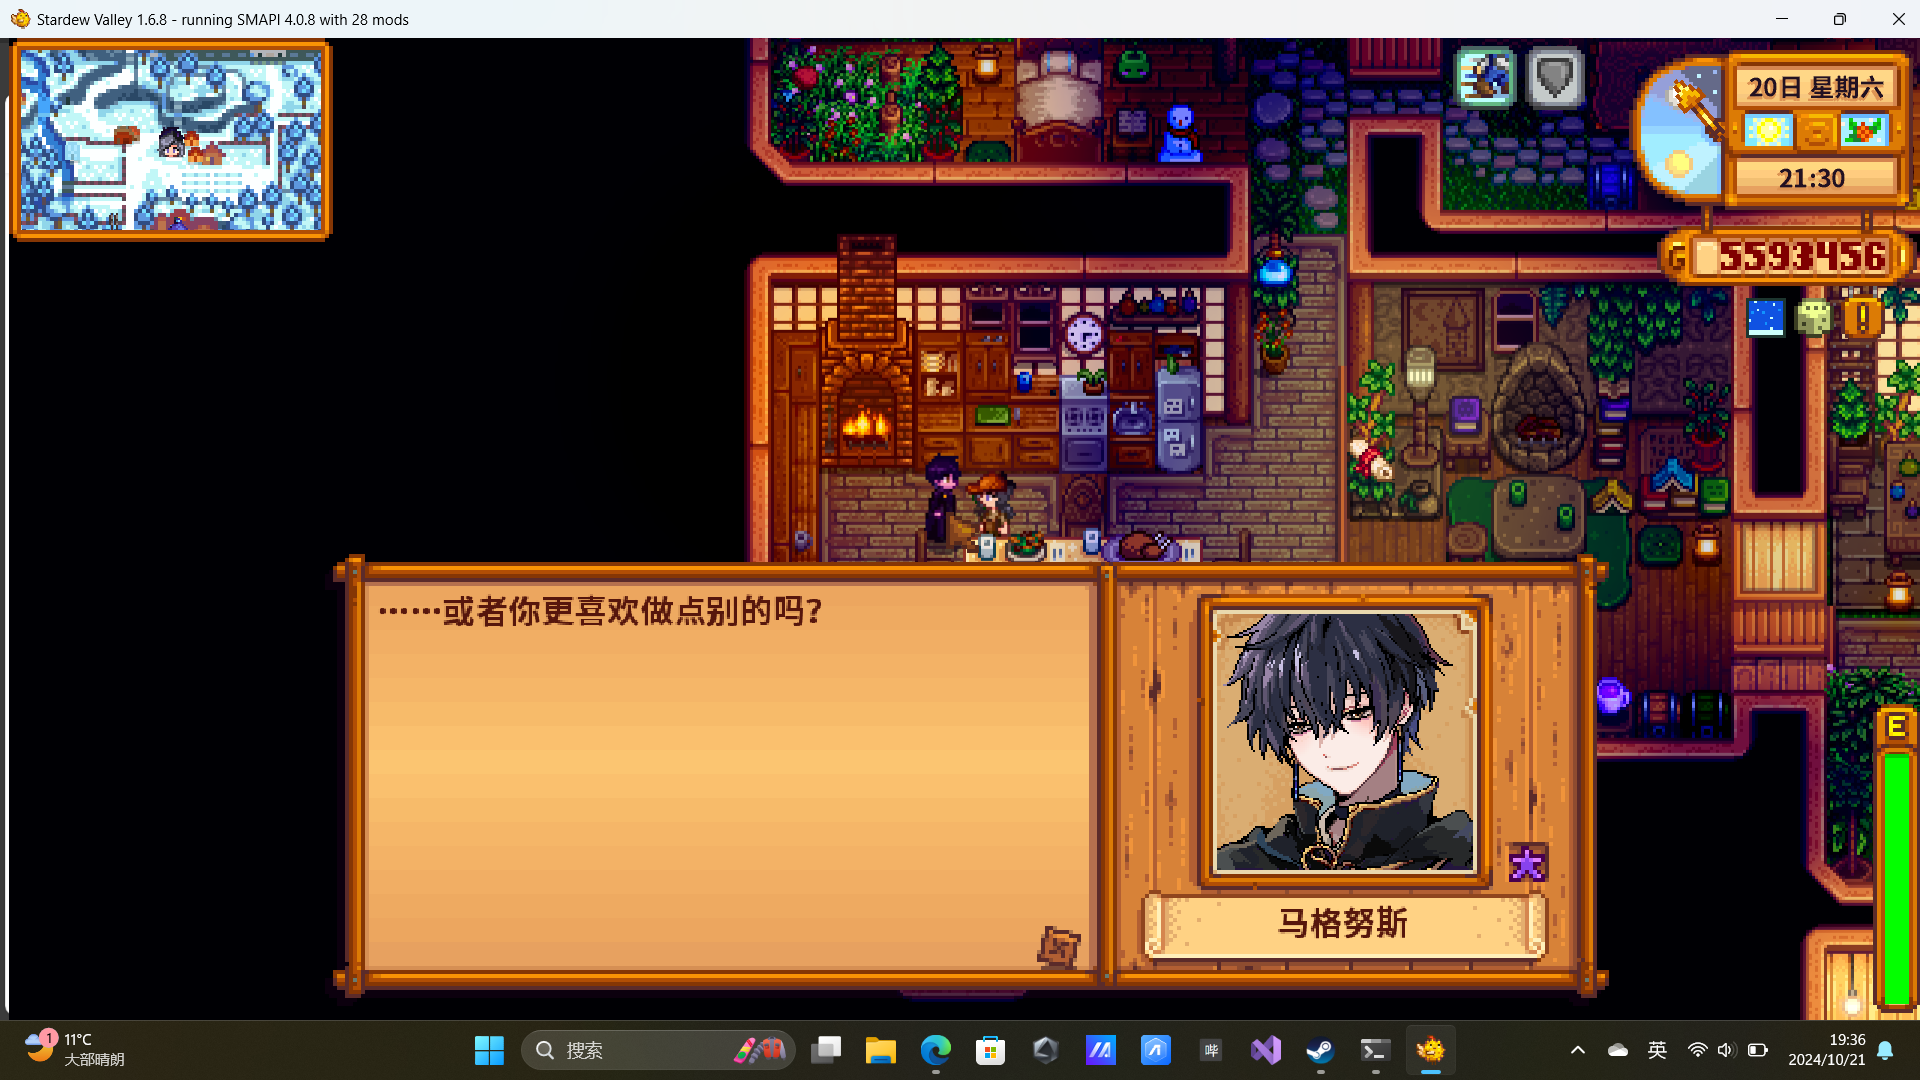 Stardew Valley 1.6.8 - running SMAPI 4.0.8 with 28 mods
20日 星期六
21:30
G 5593456
……或者你更喜欢做点别的吗?
马格努斯
E
1
11°C
大部晴朗
搜索
哔
英
19:36
2024/10/21